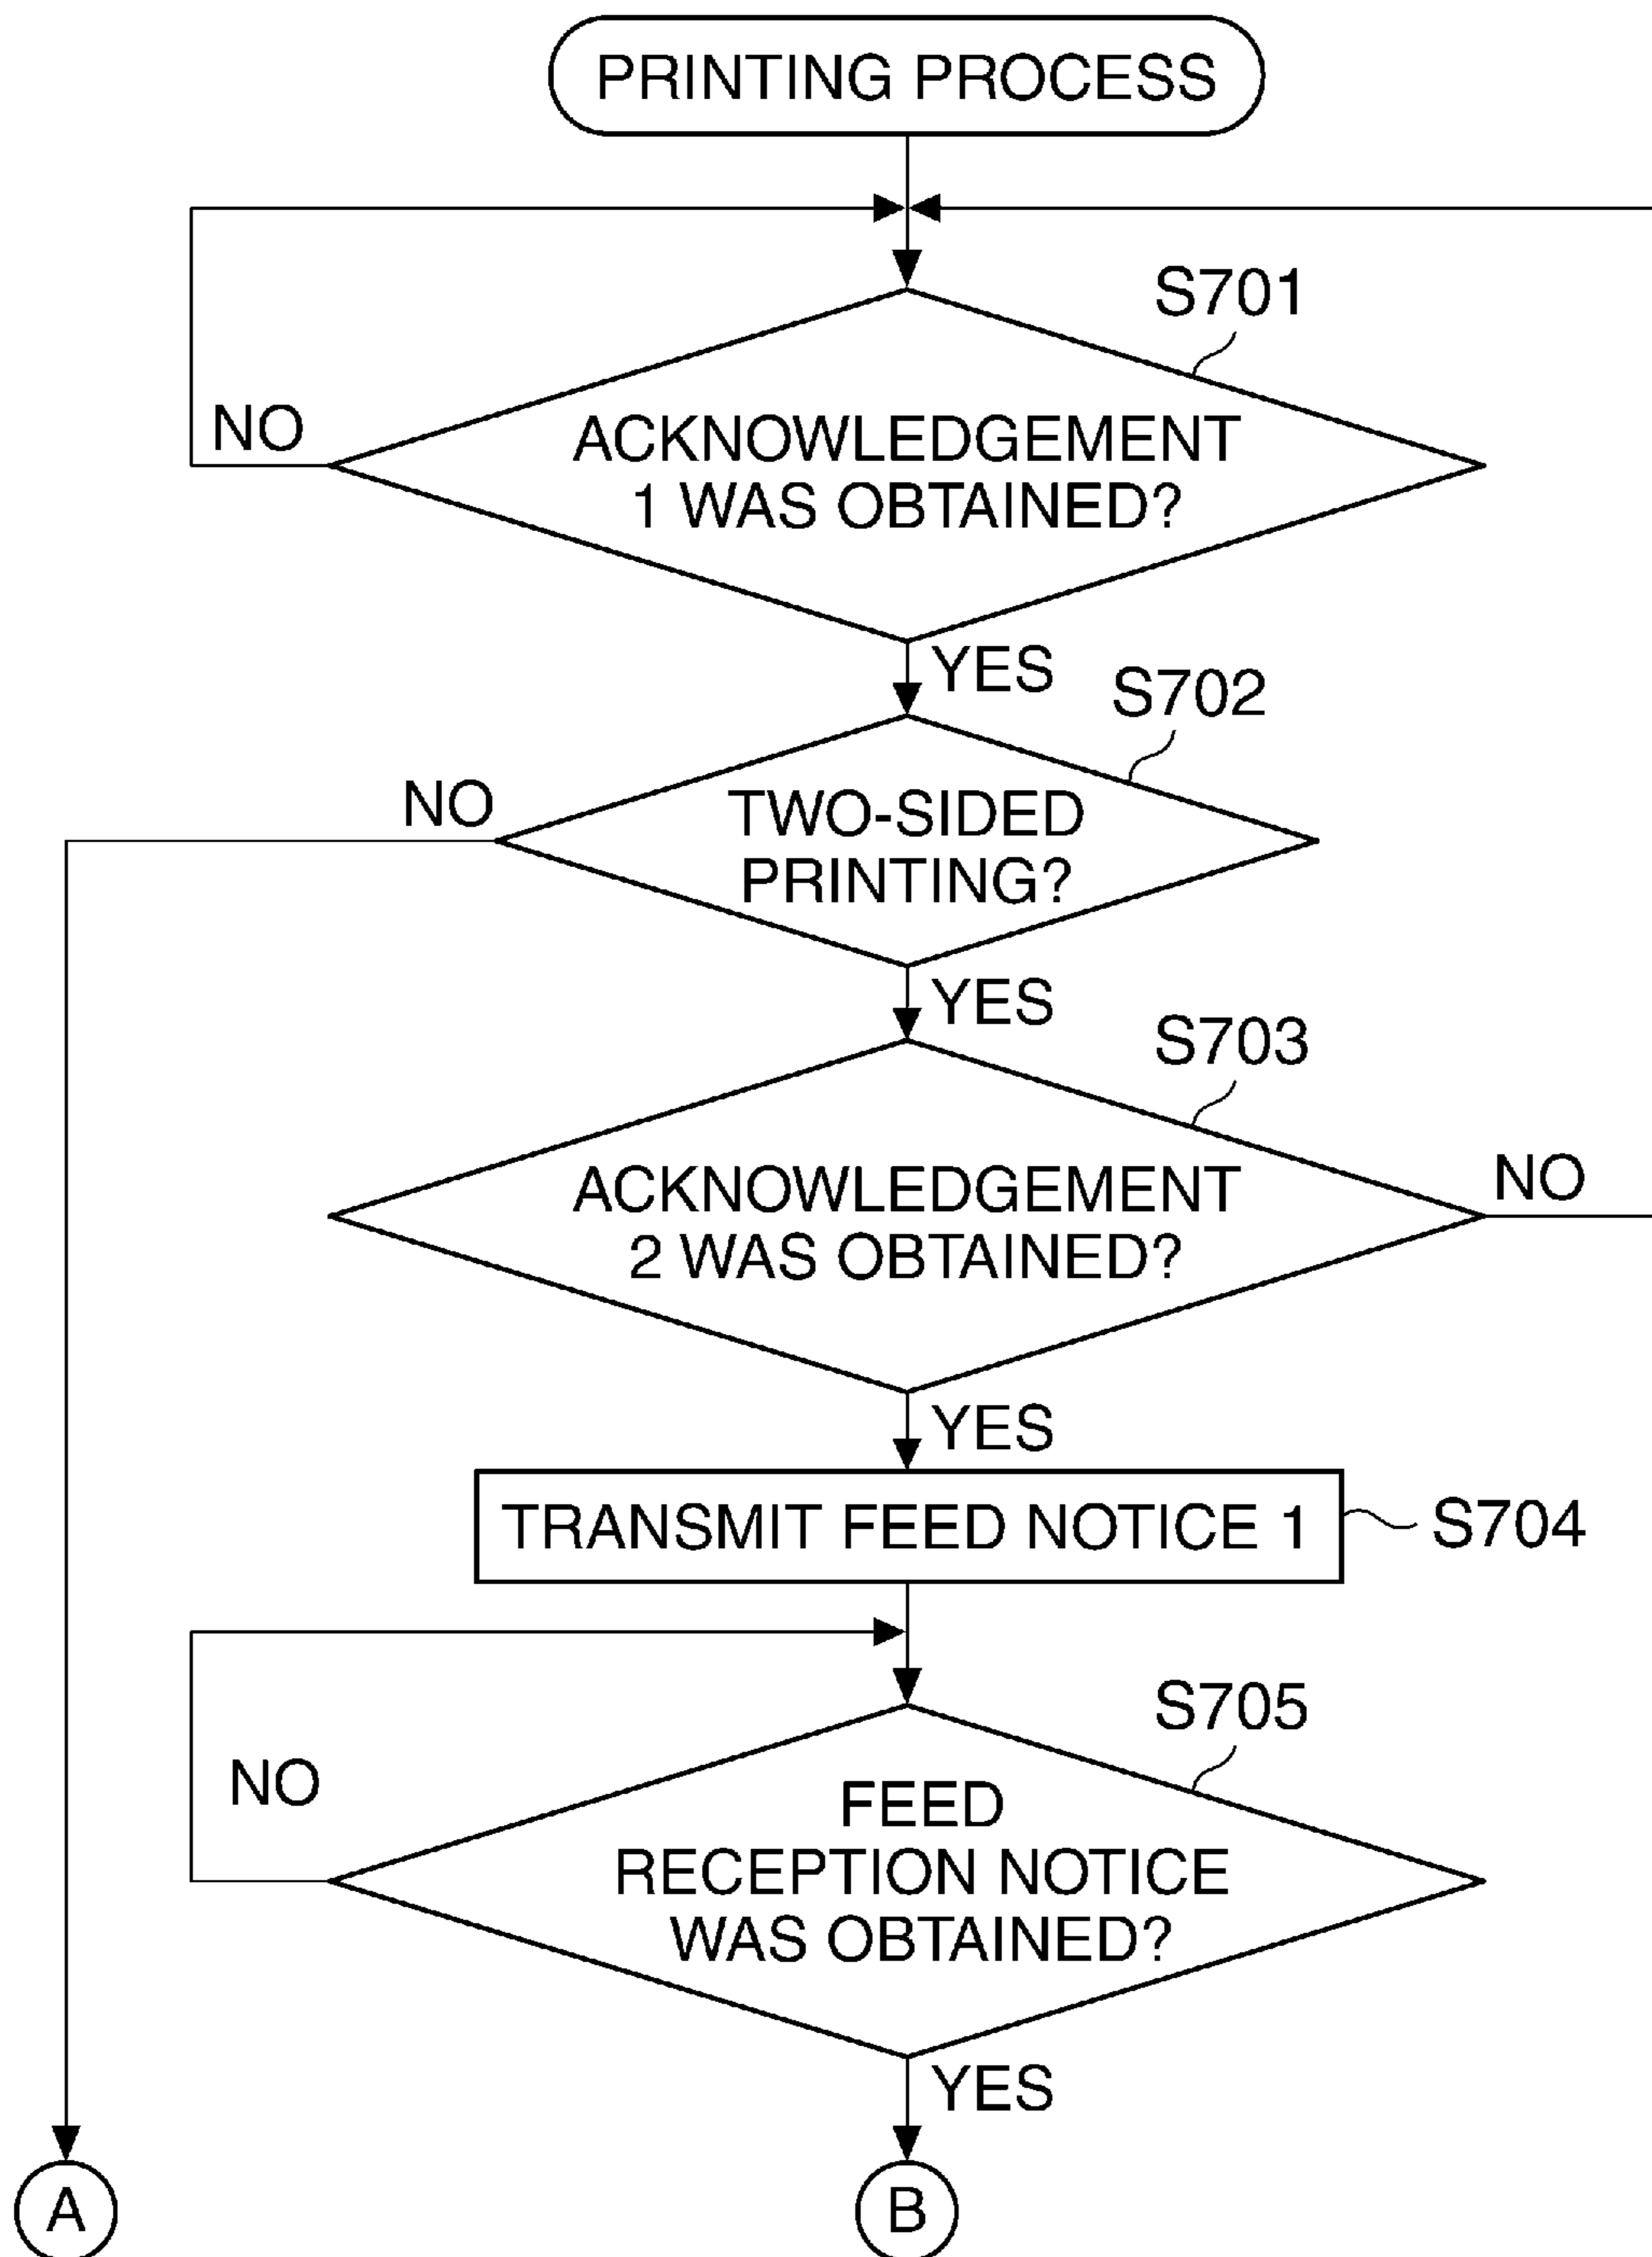 PRINTING PROCESS
S701
NO
ACKNOWLEDGEMENT
1 WAS OBTAINED?
YES
S702
NO
TWO-SIDED
PRINTING?
YES
S703
ACKNOWLEDGEMENT
2 WAS OBTAINED?
NO
YES
TRANSMIT FEED NOTICE 1
S704
S705
NO
FEED
RECEPTION NOTICE
WAS OBTAINED?
YES
A
B